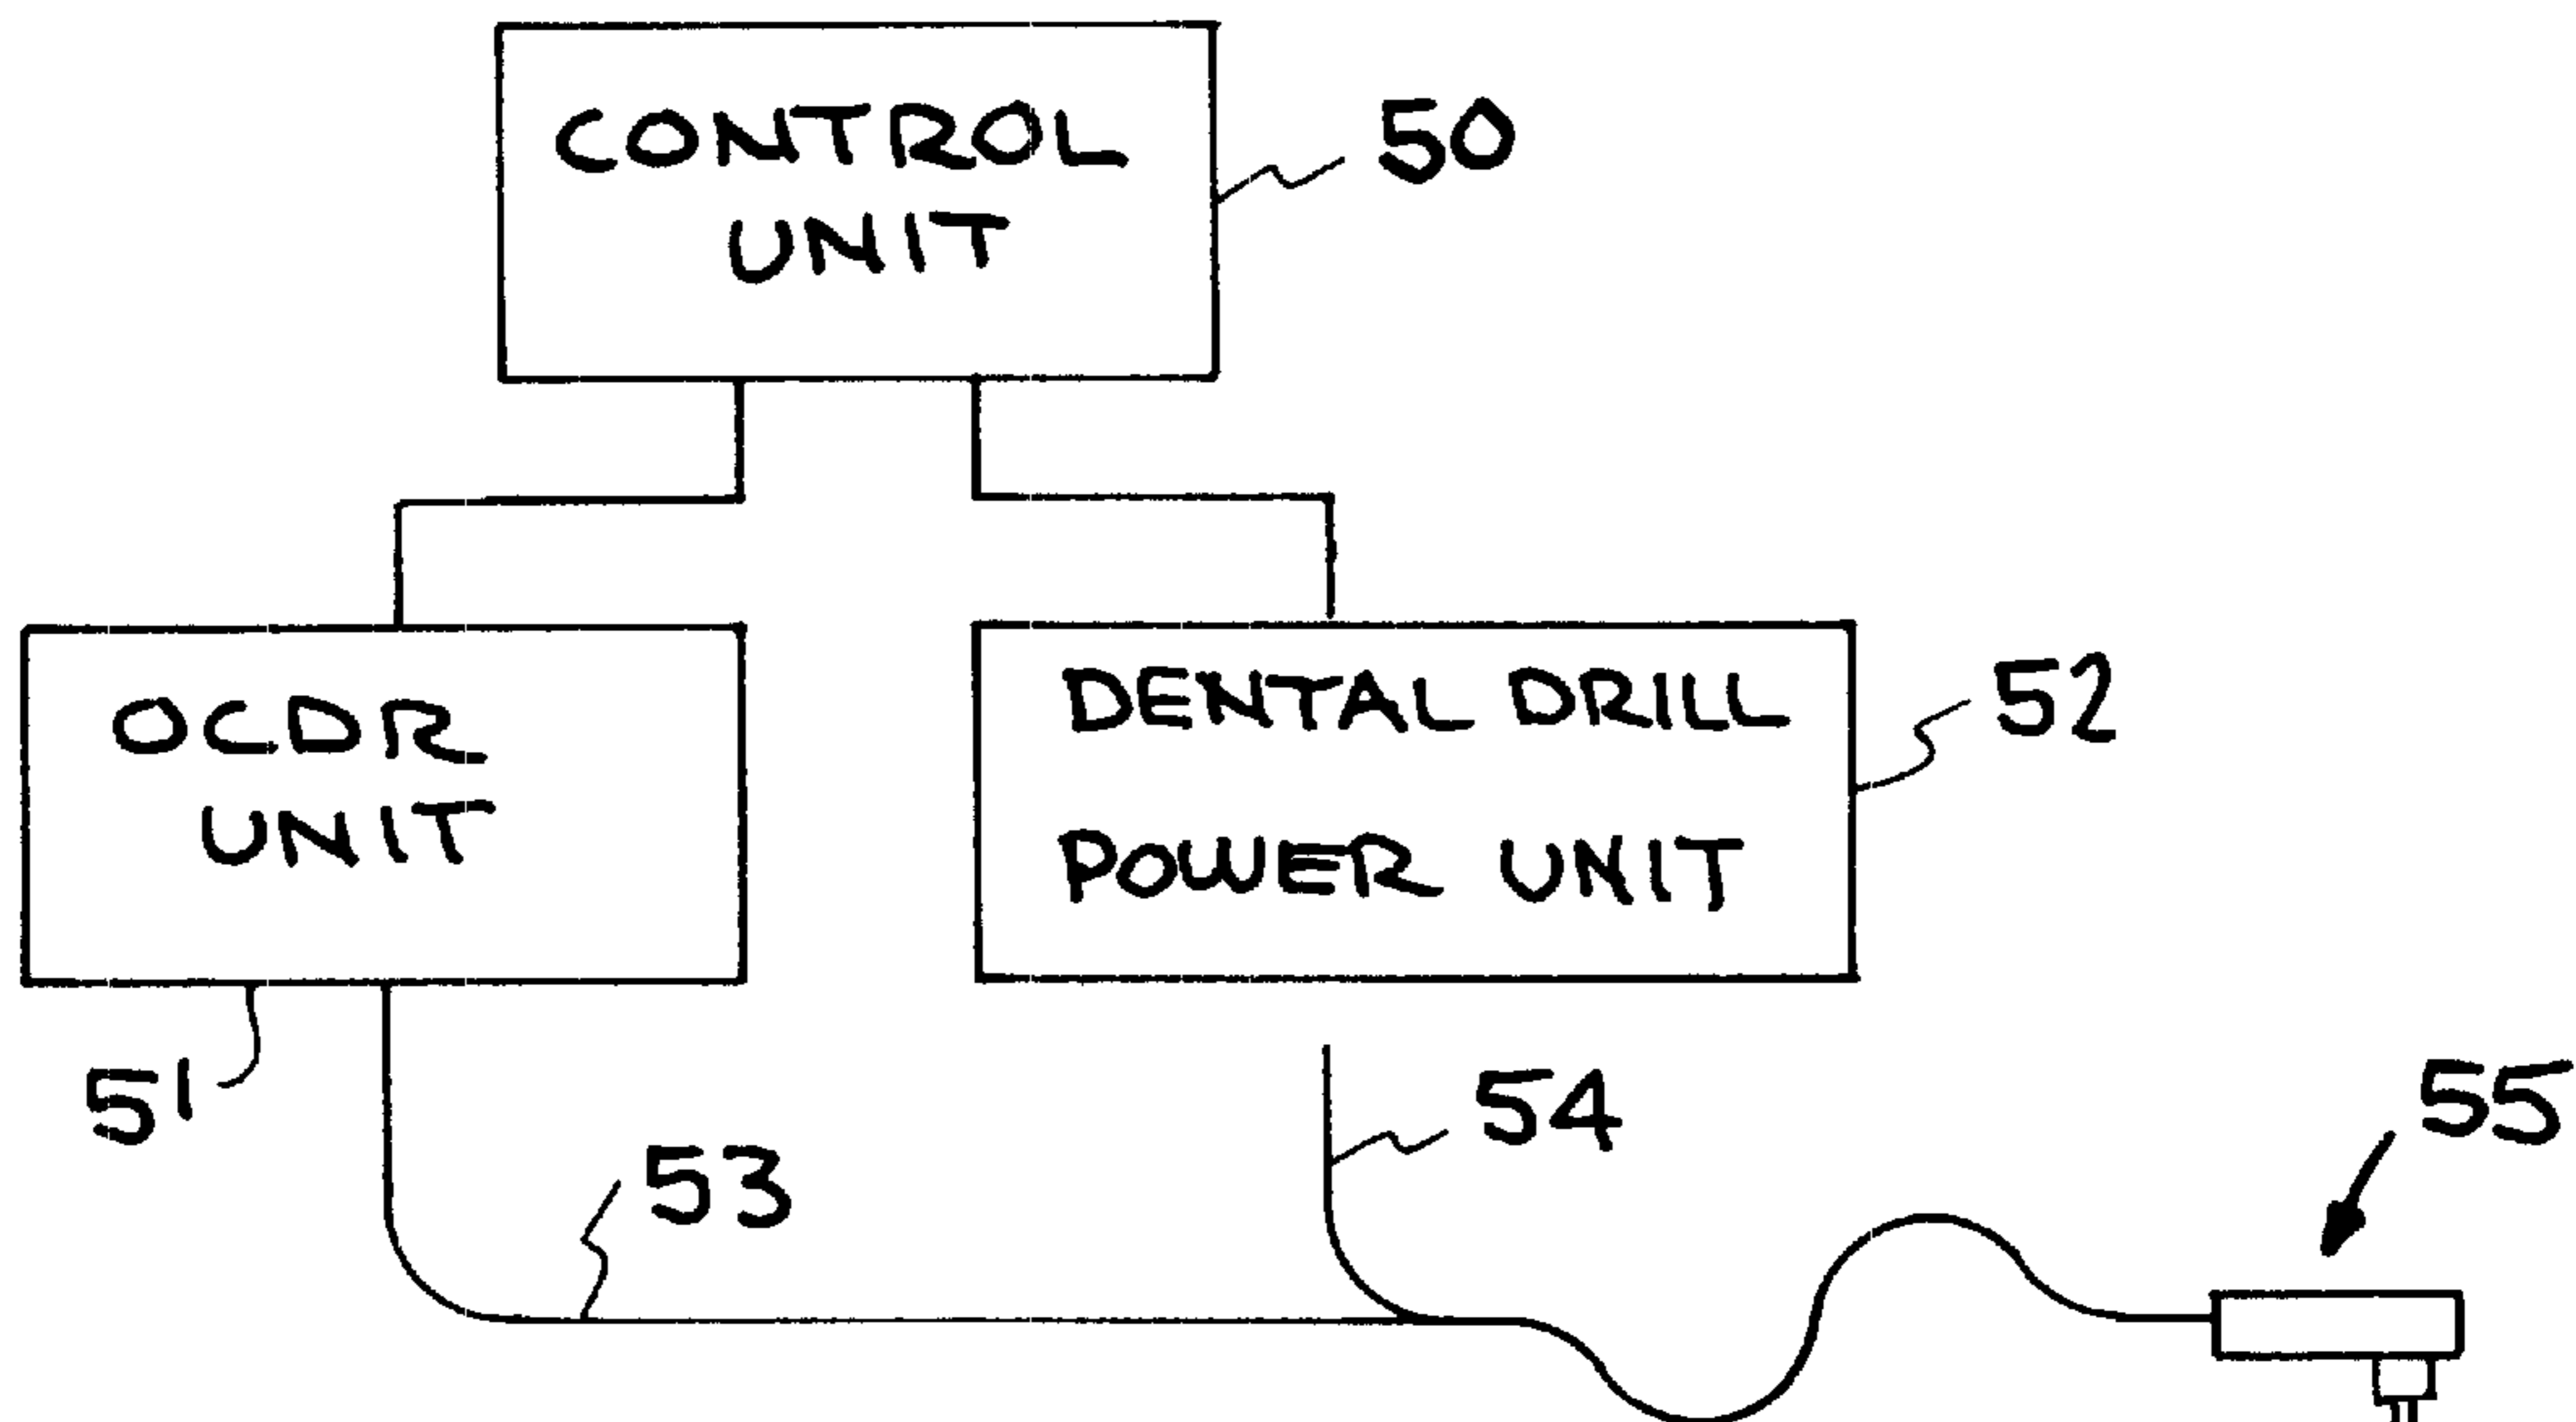 CONTROL
UNIT
50
OCDR
UNIT
DENTAL DRILL
POWER UNIT
52
51
53
54
55